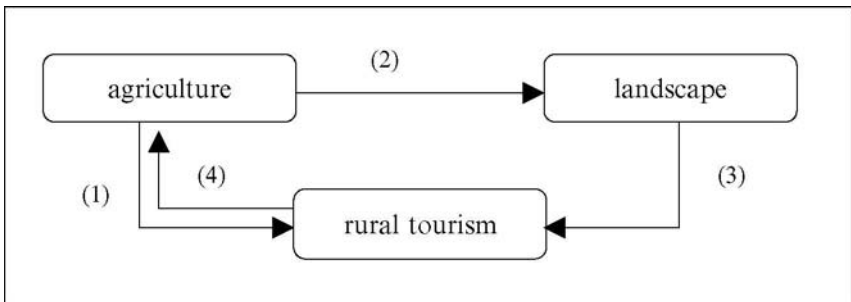 (2)
agriculture
landscape
(1)
(4)
(3)
rural tourism